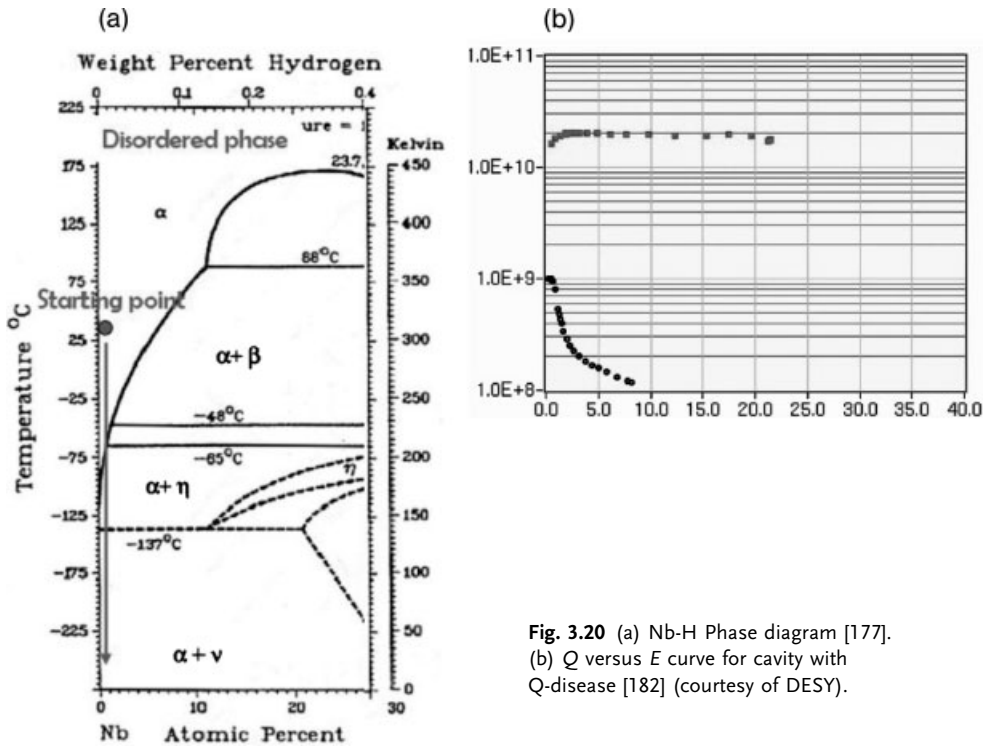 (a)
Weight Percent Hydrogen
0 0.1 0.2 0.3 0.4
225
175
125
75
25
-25
-75
-125
-175
-225
Temperature °C
Disordered phase
ure =
Kelvin
23.7
α
88°C
Starting point
α+β
-48°C
-65°C
α+η
η
-137°C
α+ν
450
400
350
300
250
200
150
100
50
0
0 10 20 30
Nb Atomic Percent
(b)
1.0E+11
1.0E+10
1.0E+9
1.0E+8
0.0 5.0 10.0 15.0 20.0 25.0 30.0 35.0 40.0
Fig. 3.20 (a) Nb-H Phase diagram [177].
(b) Q versus E curve for cavity with
Q-disease [182] (courtesy of DESY).